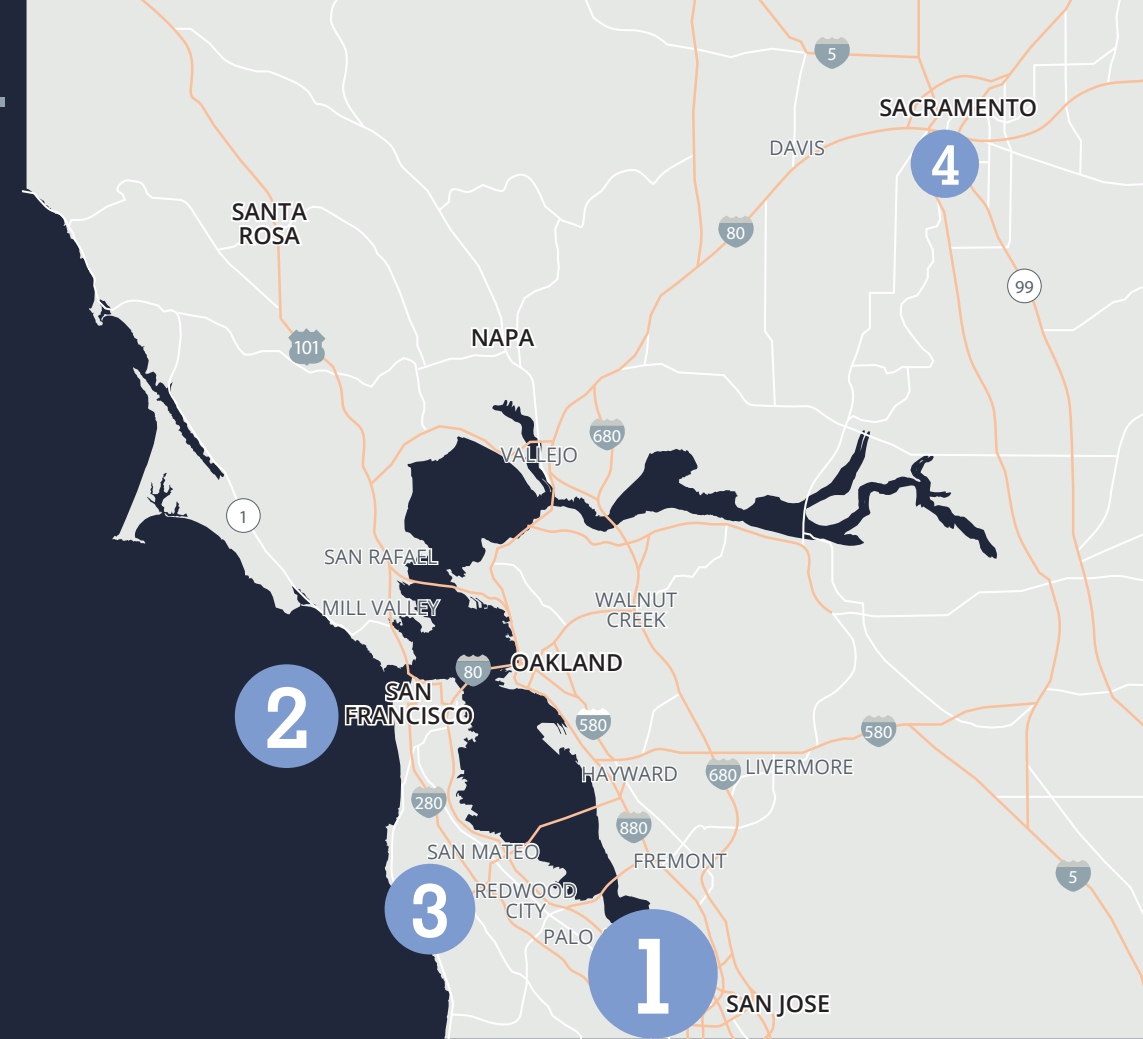 5
SACRAMENTO
DAVIS
4
SANTA
ROSA
80
99
NAPA
101
680
VALLEJO
1
SAN RAFAEL
MILL VALLEY
WALNUT
CREEK
OAKLAND
80
SAN
FRANCISCO
2
580
580
HAYWARD
680
LIVERMORE
280
880
SAN MATEO
FREMONT
5
REDWOOD
CITY
3
PALO
1
SAN JOSE